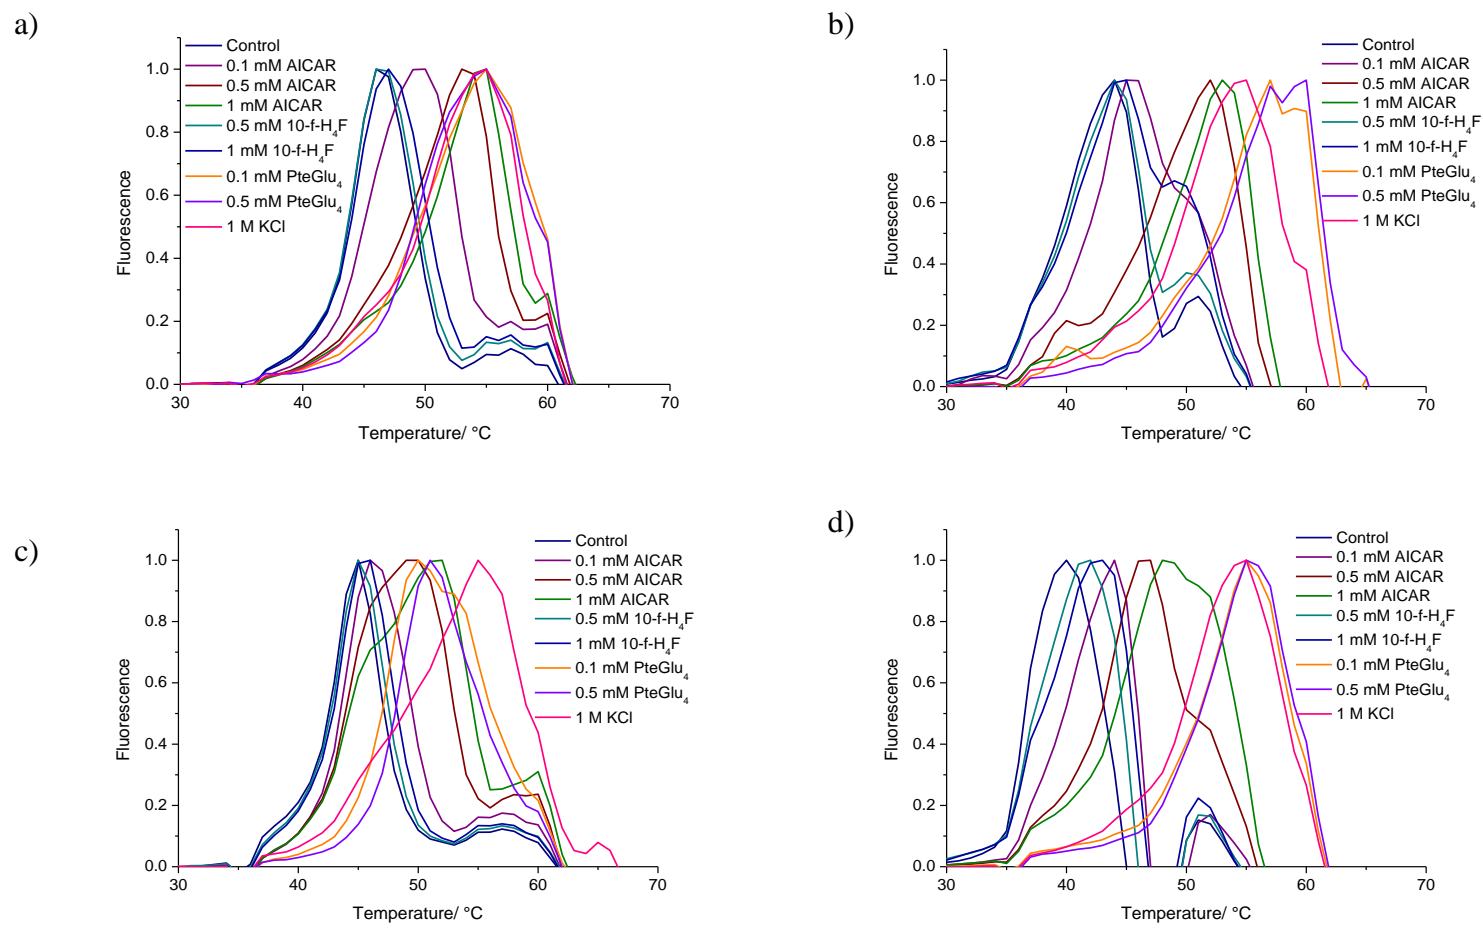 a)
Control
0.1 mM AICAR
0.5 mM AICAR
1 mM AICAR
0.5 mM 10-f-H₄F
1 mM 10-f-H₄F
0.1 mM PteGlu₄
0.5 mM PteGlu₄
1 M KCl
1.0
0.8
0.6
0.4
0.2
0.0
Fluorescence
30 40 50 60 70
Temperature/ °C
b)
Control
0.1 mM AICAR
0.5 mM AICAR
1 mM AICAR
0.5 mM 10-f-H₄F
1 mM 10-f-H₄F
0.1 mM PteGlu₄
0.5 mM PteGlu₄
1 M KCl
1.0
0.8
0.6
0.4
0.2
0.0
Fluorescence
30 40 50 60 70
Temperature/ °C
c)
Control
0.1 mM AICAR
0.5 mM AICAR
1 mM AICAR
0.5 mM 10-f-H₄F
1 mM 10-f-H₄F
0.1 mM PteGlu₄
0.5 mM PteGlu₄
1 M KCl
1.0
0.8
0.6
0.4
0.2
0.0
Fluorescence
30 40 50 60 70
Temperature/ °C
d)
Control
0.1 mM AICAR
0.5 mM AICAR
1 mM AICAR
0.5 mM 10-f-H₄F
1 mM 10-f-H₄F
0.1 mM PteGlu₄
0.5 mM PteGlu₄
1 M KCl
1.0
0.8
0.6
0.4
0.2
0.0
Fluorescence
30 40 50 60 70
Temperature/ °C